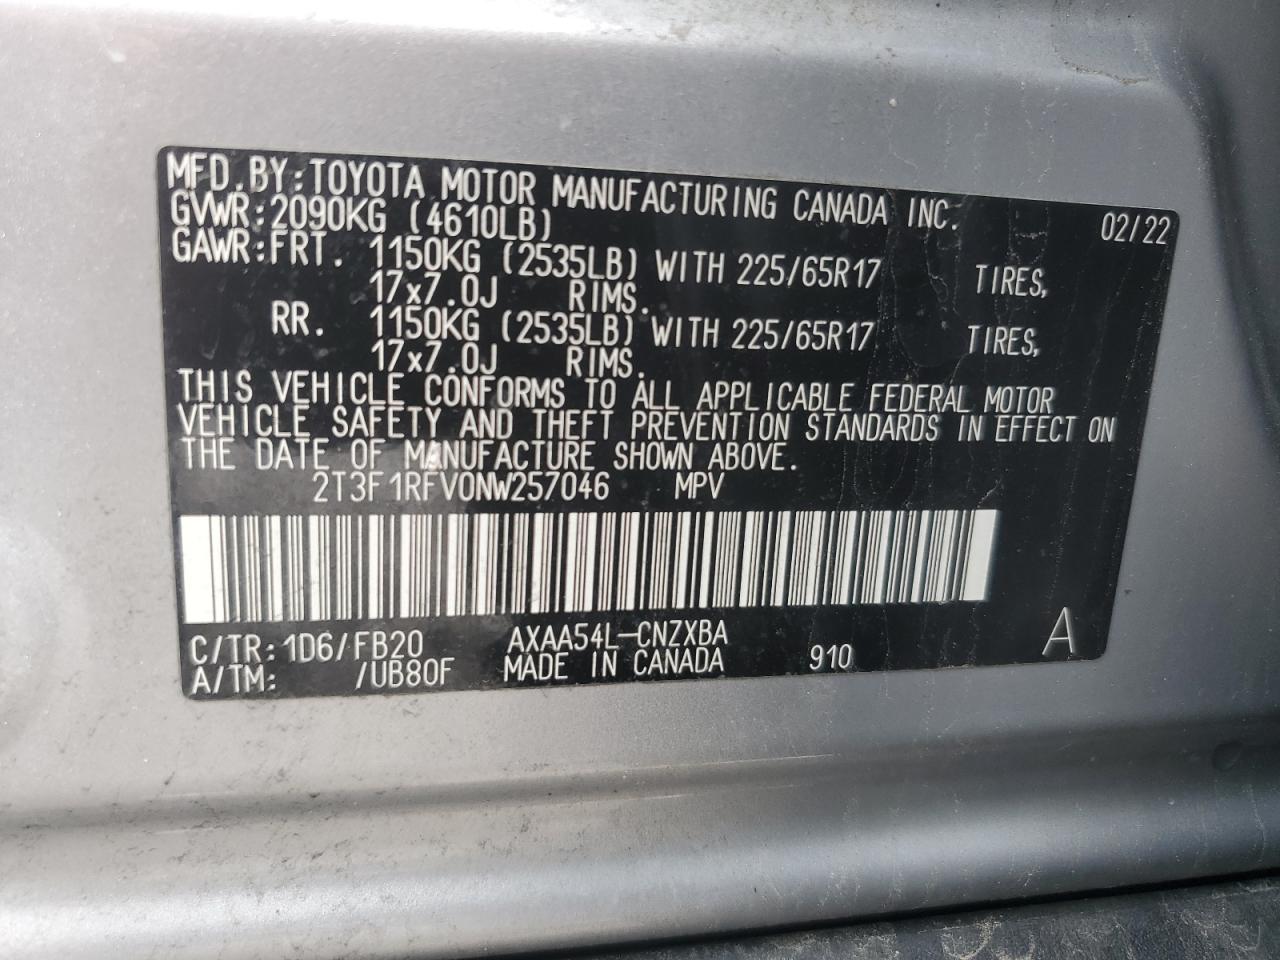 MFD.BY:TOYOTA MOTOR MANUFACTURING CANADA INC. 02/22
GVWR:2090KG (4610LB)
GAWR:FRT. 1150KG (2535LB) WITH 225/65R17 TIRES,
17x7.0J RIMS.
RR. 1150KG (2535LB) WITH 225/65R17 TIRES,
17x7.0J RIMS.
THIS VEHICLE CONFORMS TO ALL APPLICABLE FEDERAL MOTOR
VEHICLE SAFETY AND THEFT PREVENTION STANDARDS IN EFFECT ON
THE DATE OF MANUFACTURE SHOWN ABOVE.
2T3F1RFV0NW257046 MPV
C/TR:1D6/FB20 AXAA54L-CNZXBA A
A/TM: /UB80F MADE IN CANADA 910